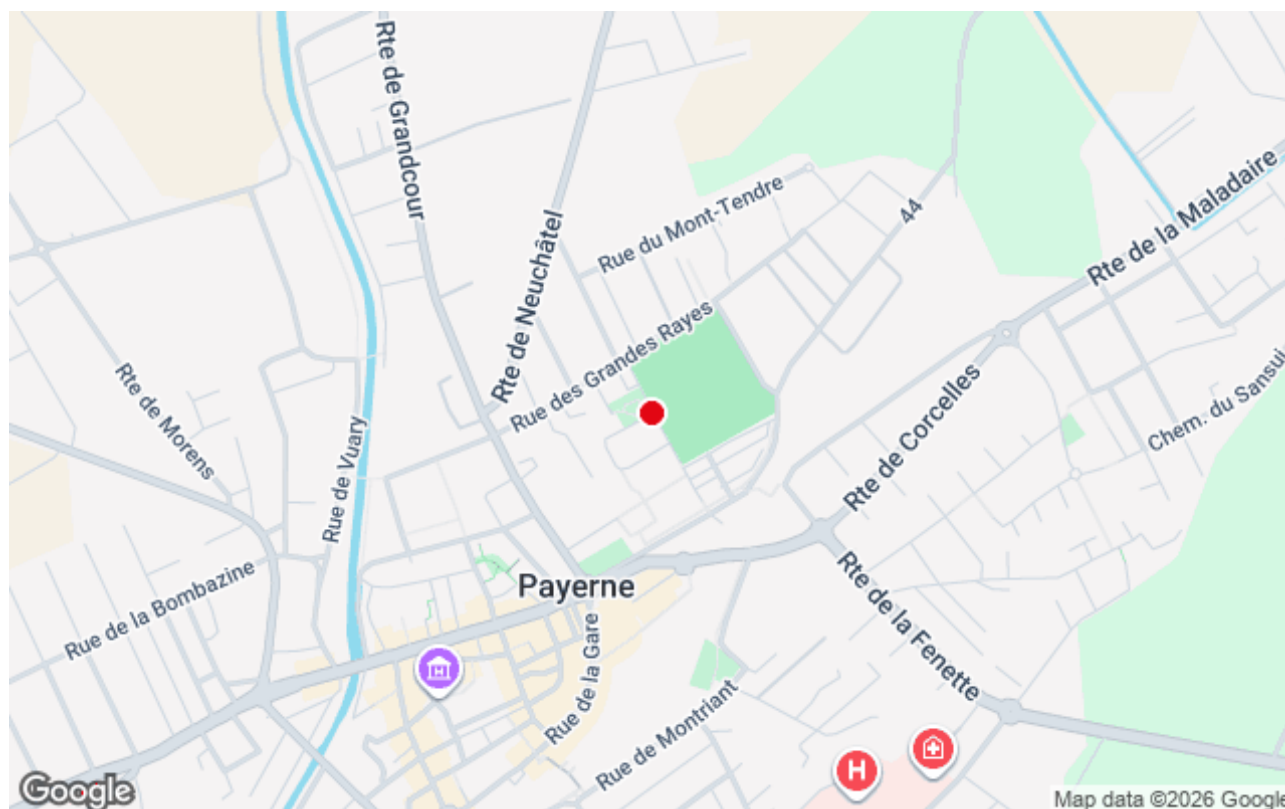 Rte de Grandcour
Rte de Neuchâtel
Rue du Mont-Tendre
44
Rte de la Maladaire
Rue des Grandes Rayes
Rte de Morens
Rue de Vuary
Rte de Corcelles
Chem. du Sansui
Rue de la Bombazine
Payerne
Rte de la Fenette
Rue de la Gare
Rue de Montriant
H
Google
Map data ©2026 Google